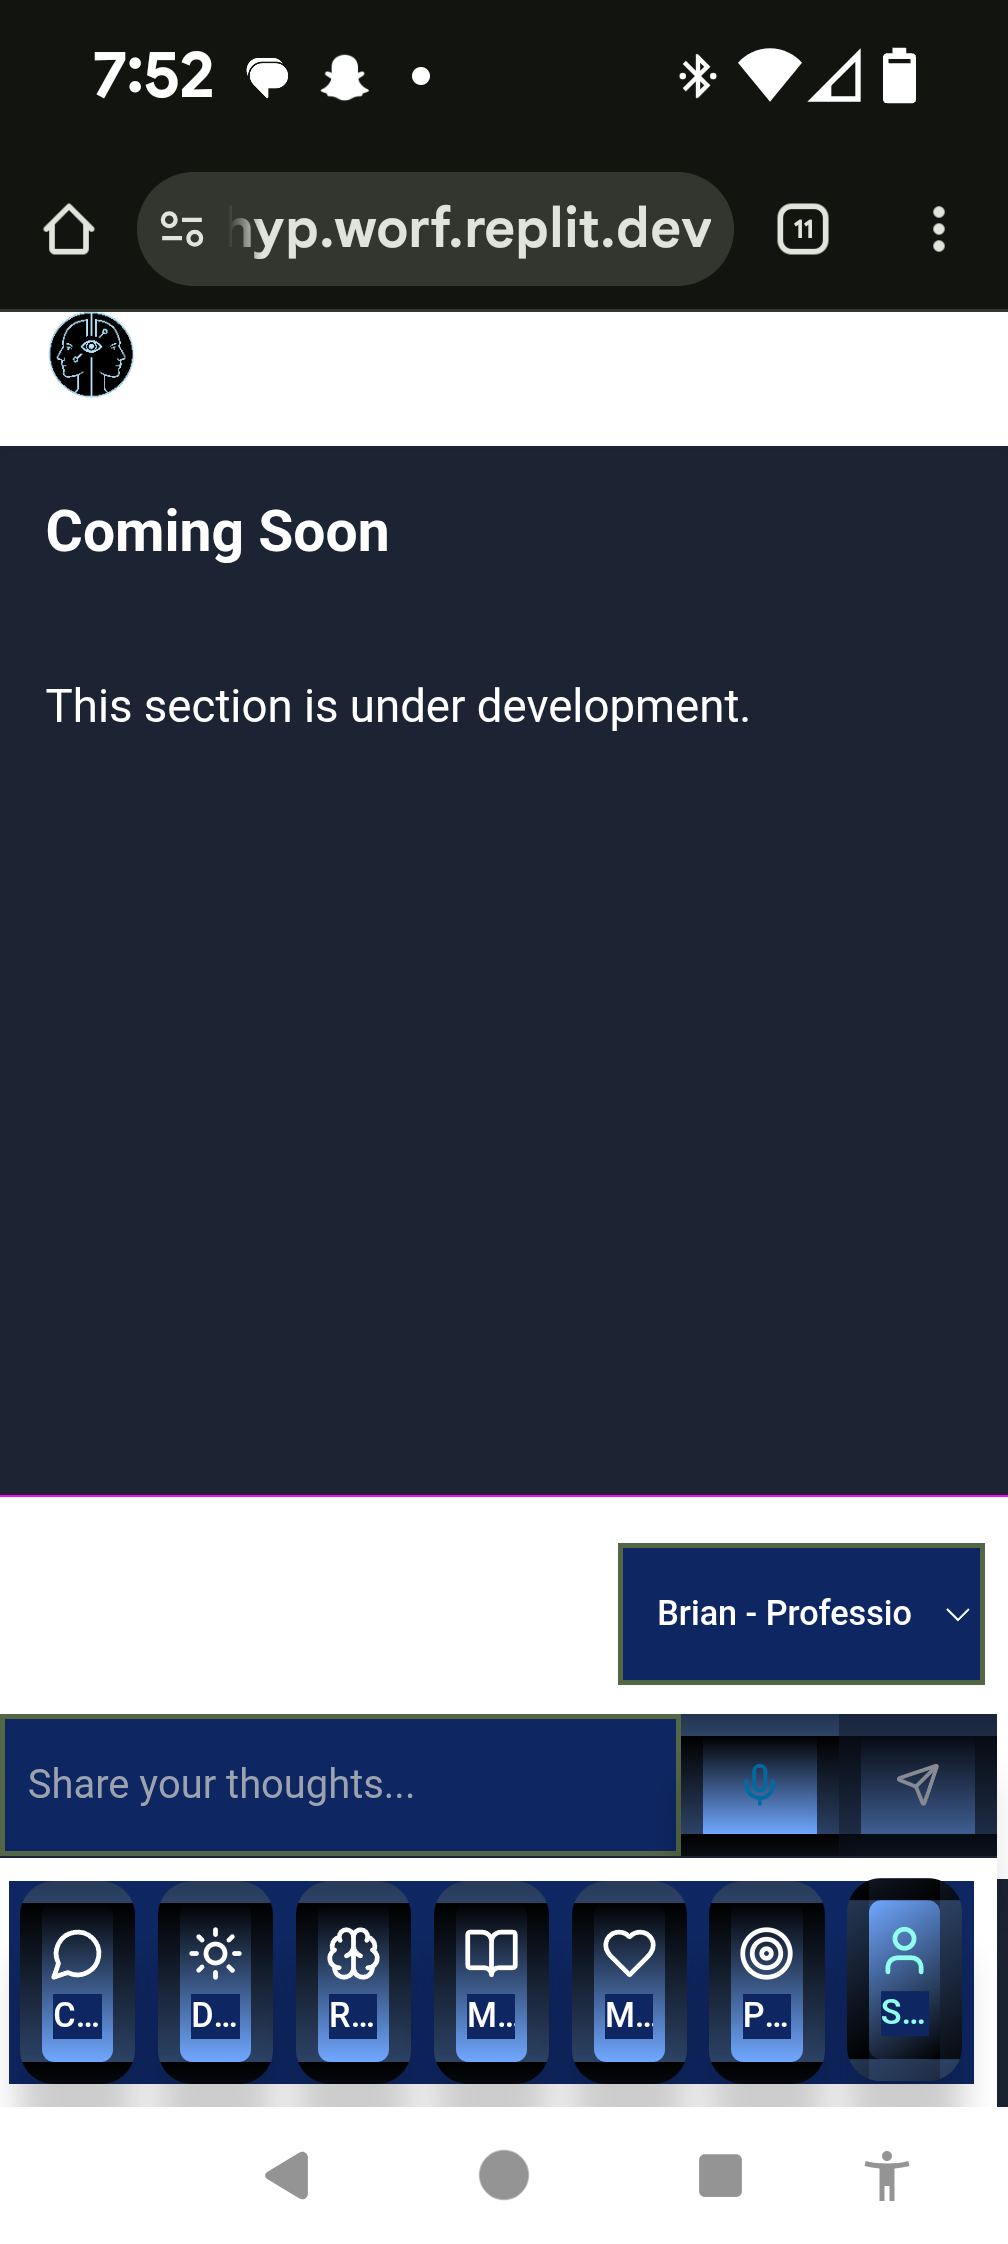 7:52
hyp.worf.replit.dev
11
Coming Soon
This section is under development.
Brian - Professio
Share your thoughts...
C... D... R... M... M... P... S...